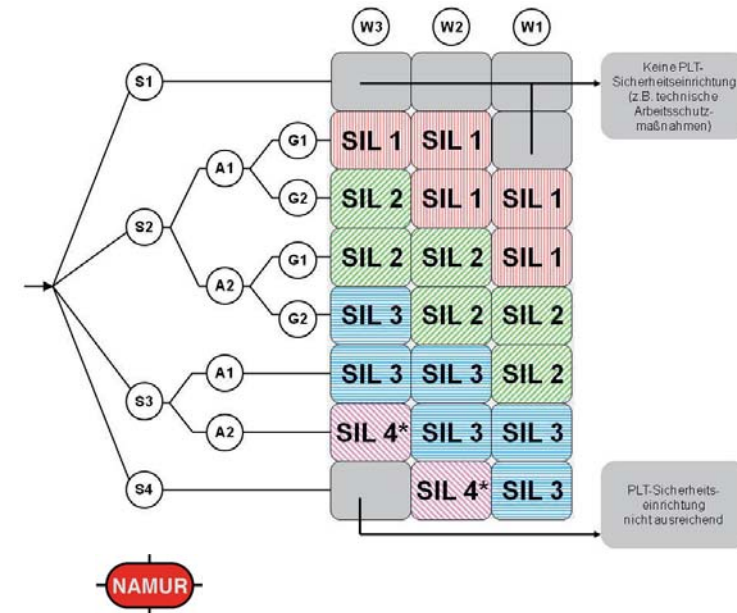 W3 W2 W1
S1
Keine PLT-
Sicherheitseinrichtung
(z.B. technische
Arbeitsschutz-
maßnahmen)
G1 SIL 1 SIL 1
A1
G2 SIL 2 SIL 1 SIL 1
S2
G1 SIL 2 SIL 2 SIL 1
A2
G2 SIL 3 SIL 2 SIL 2
A1 SIL 3 SIL 3 SIL 2
S3
A2 SIL 4* SIL 3 SIL 3
S4 SIL 4* SIL 3
PLT-Sicherheits-
einrichtung
nicht ausreichend
NAMUR